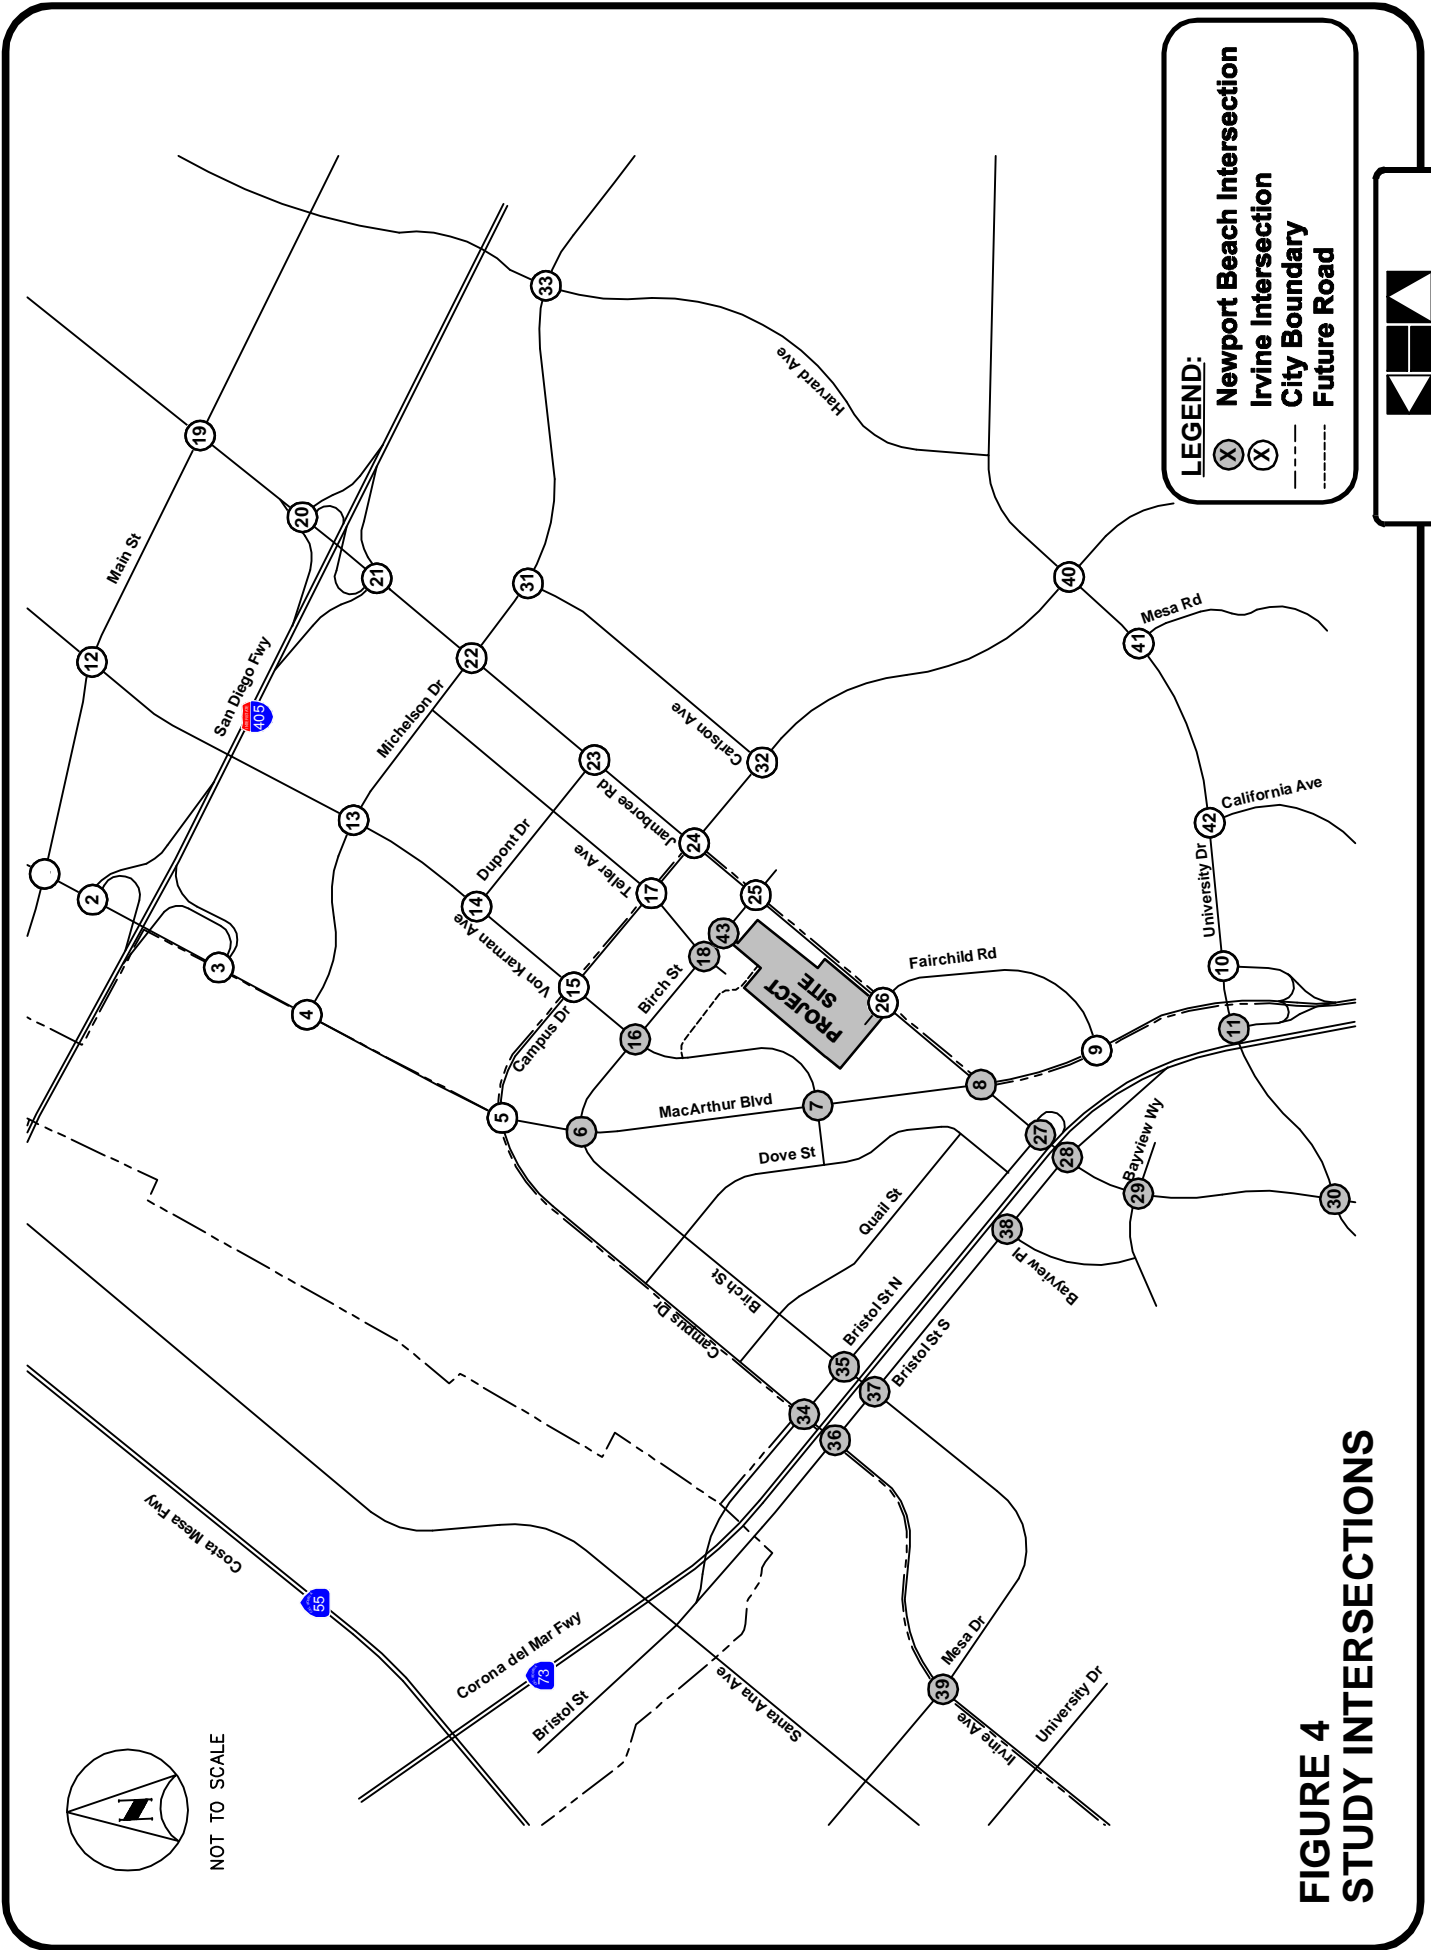 FIGURE 4
STUDY INTERSECTIONS
N
NOT TO SCALE
LEGEND:
X Newport Beach Intersection
X Irvine Intersection
City Boundary
Future Road
Main St
San Diego Fwy
405
Michelson Dr
Dupont Dr
Teller Ave
Jamboree Rd
Carlson Ave
Harvard Ave
Von Karman Ave
Campus Dr
Birch St
PROJECT
SITE
Fairchild Rd
MacArthur Blvd
Dove St
Quail St
Birch St
Campus Dr
Bristol St N
Bristol St S
Bayview Pl
Bayview Wy
University Dr
California Ave
Mesa Rd
Costa Mesa Fwy
55
Corona del Mar Fwy
73
Bristol St
Santa Ana Ave
Mesa Dr
Irvine Ave
University Dr
2
3
4
5
6
7
8
9
10
11
12
13
14
15
16
17
18
19
20
21
22
23
24
25
26
27
28
29
30
31
32
33
34
35
36
37
38
39
40
41
42
43